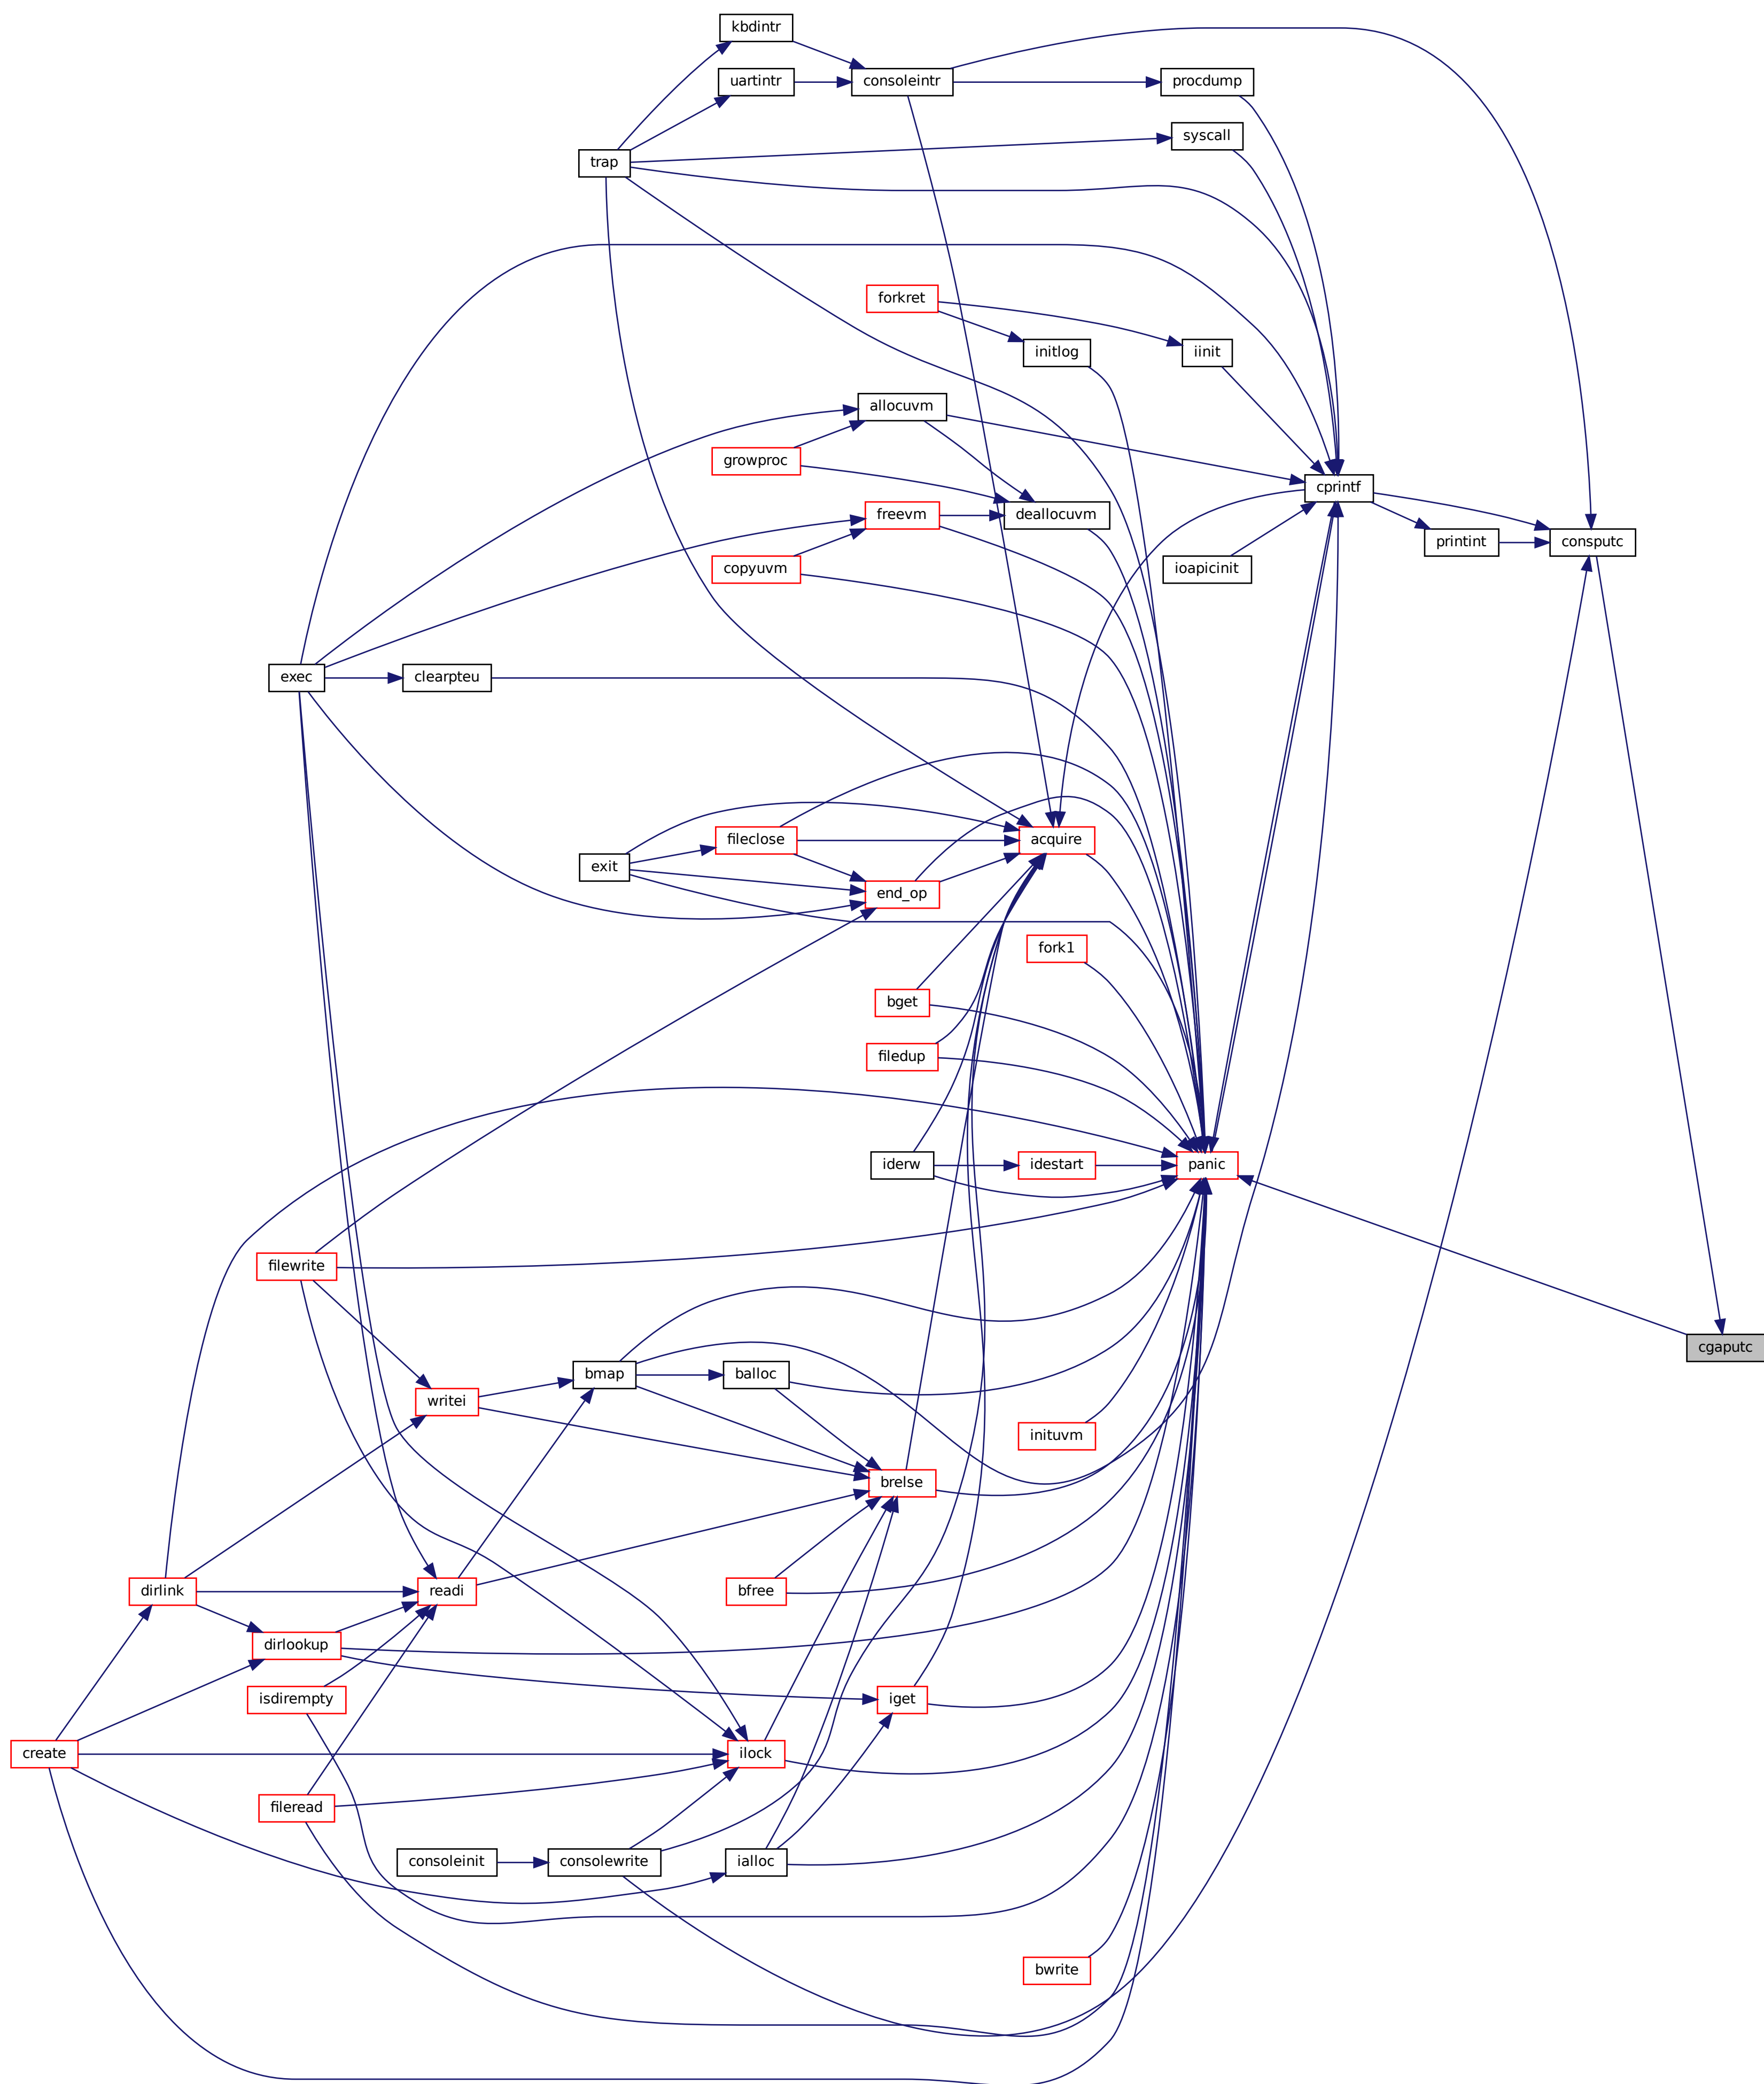 kbdintr
uartintr
consoleintr
procdump
syscall
trap
forkret
initlog
iinit
allocuvm
growproc
cprintf
freevm
deallocuvm
printint
consputc
copyuvm
ioapicinit
exec
clearpteu
fileclose
acquire
exit
end_op
fork1
bget
filedup
iderw
idestart
panic
filewrite
cgaputc
bmap
balloc
writei
inituvm
brelse
dirlink
readi
bfree
dirlookup
isdirempty
iget
create
ilock
fileread
consoleinit
consolewrite
ialloc
bwrite